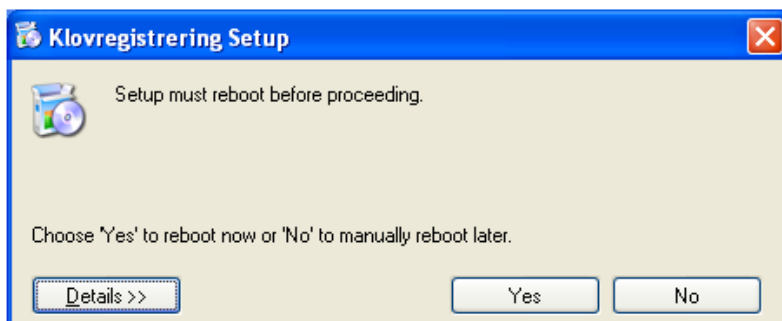 Klovregistrering Setup
Setup must reboot before proceeding.
Choose 'Yes' to reboot now or 'No' to manually reboot later.
Details >>
Yes
No